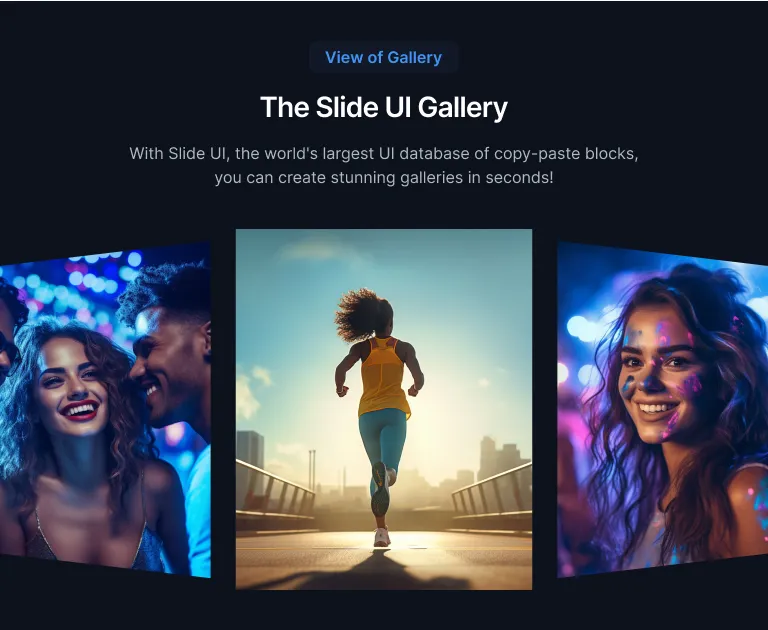 View of Gallery
The Slide UI Gallery
With Slide UI, the world's largest UI database of copy-paste blocks,
you can create stunning galleries in seconds!